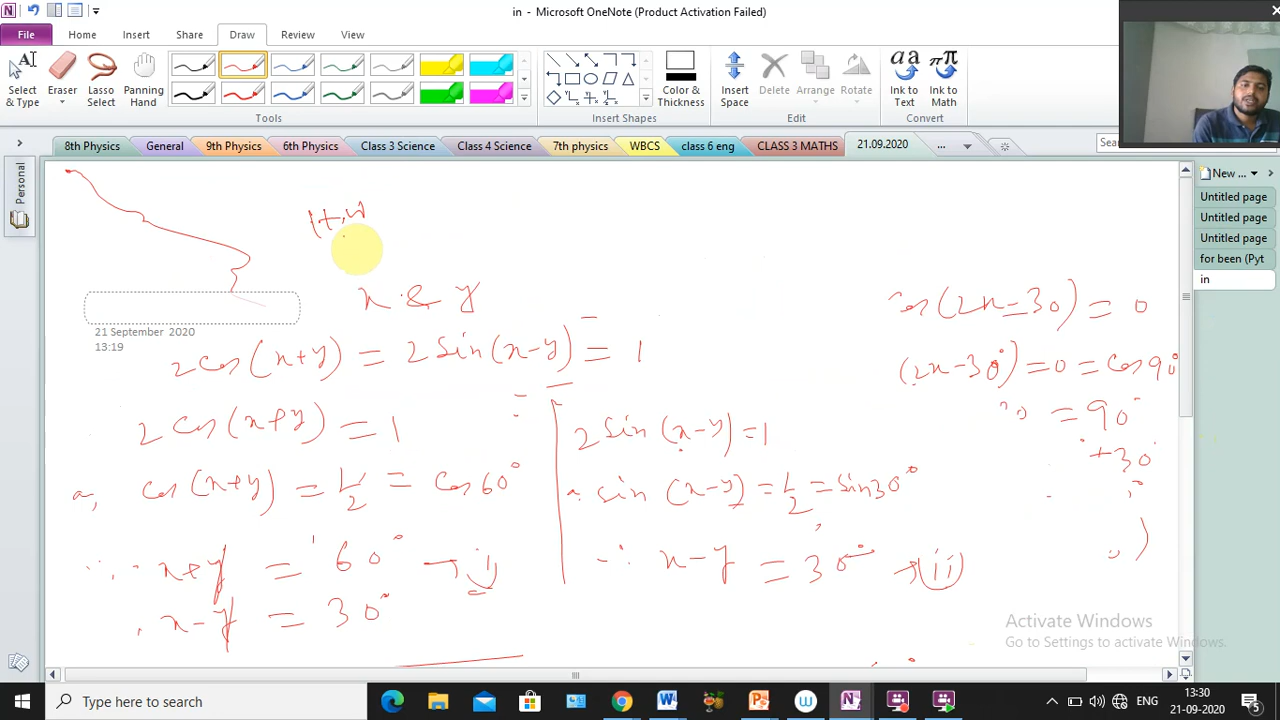 in - Microsoft OneNote (Product Activation Failed)
File Home Insert Share Draw Review View
Select & Type
Eraser
Lasso Select
Panning Hand
Color & Thickness
Insert Space
Delete
Arrange
Rotate
Ink to Text
Ink to Math
Tools Insert Shapes Edit Convert
8th Physics General 9th Physics 6th Physics Class 3 Science Class 4 Science 7th physics WBCS class 6 eng CLASS 3 MATHS 21.09.2020 ...
Personal
New ...
Untitled page
Untitled page
Untitled page
for been (Pyt
in
H.W
x & y
21 September 2020
13:19
2cos(x+y) = 2Sin(x-y) = 1
2cos(x+y) = 1
cos(x+y) = 1/2 = cos60°
∴ x+y = 60° → i
x-y = 30°
2Sin(x-y) = 1
sin(x-y) = 1/2 = Sin30°
∴ x-y = 30° → (ii)
cos(2x-30) = 0
(2x-30°) = 0 = cos90°
= 90°
+30°
Activate Windows
Go to Settings to activate Windows.
Type here to search
ENG
13:30
21-09-2020
5